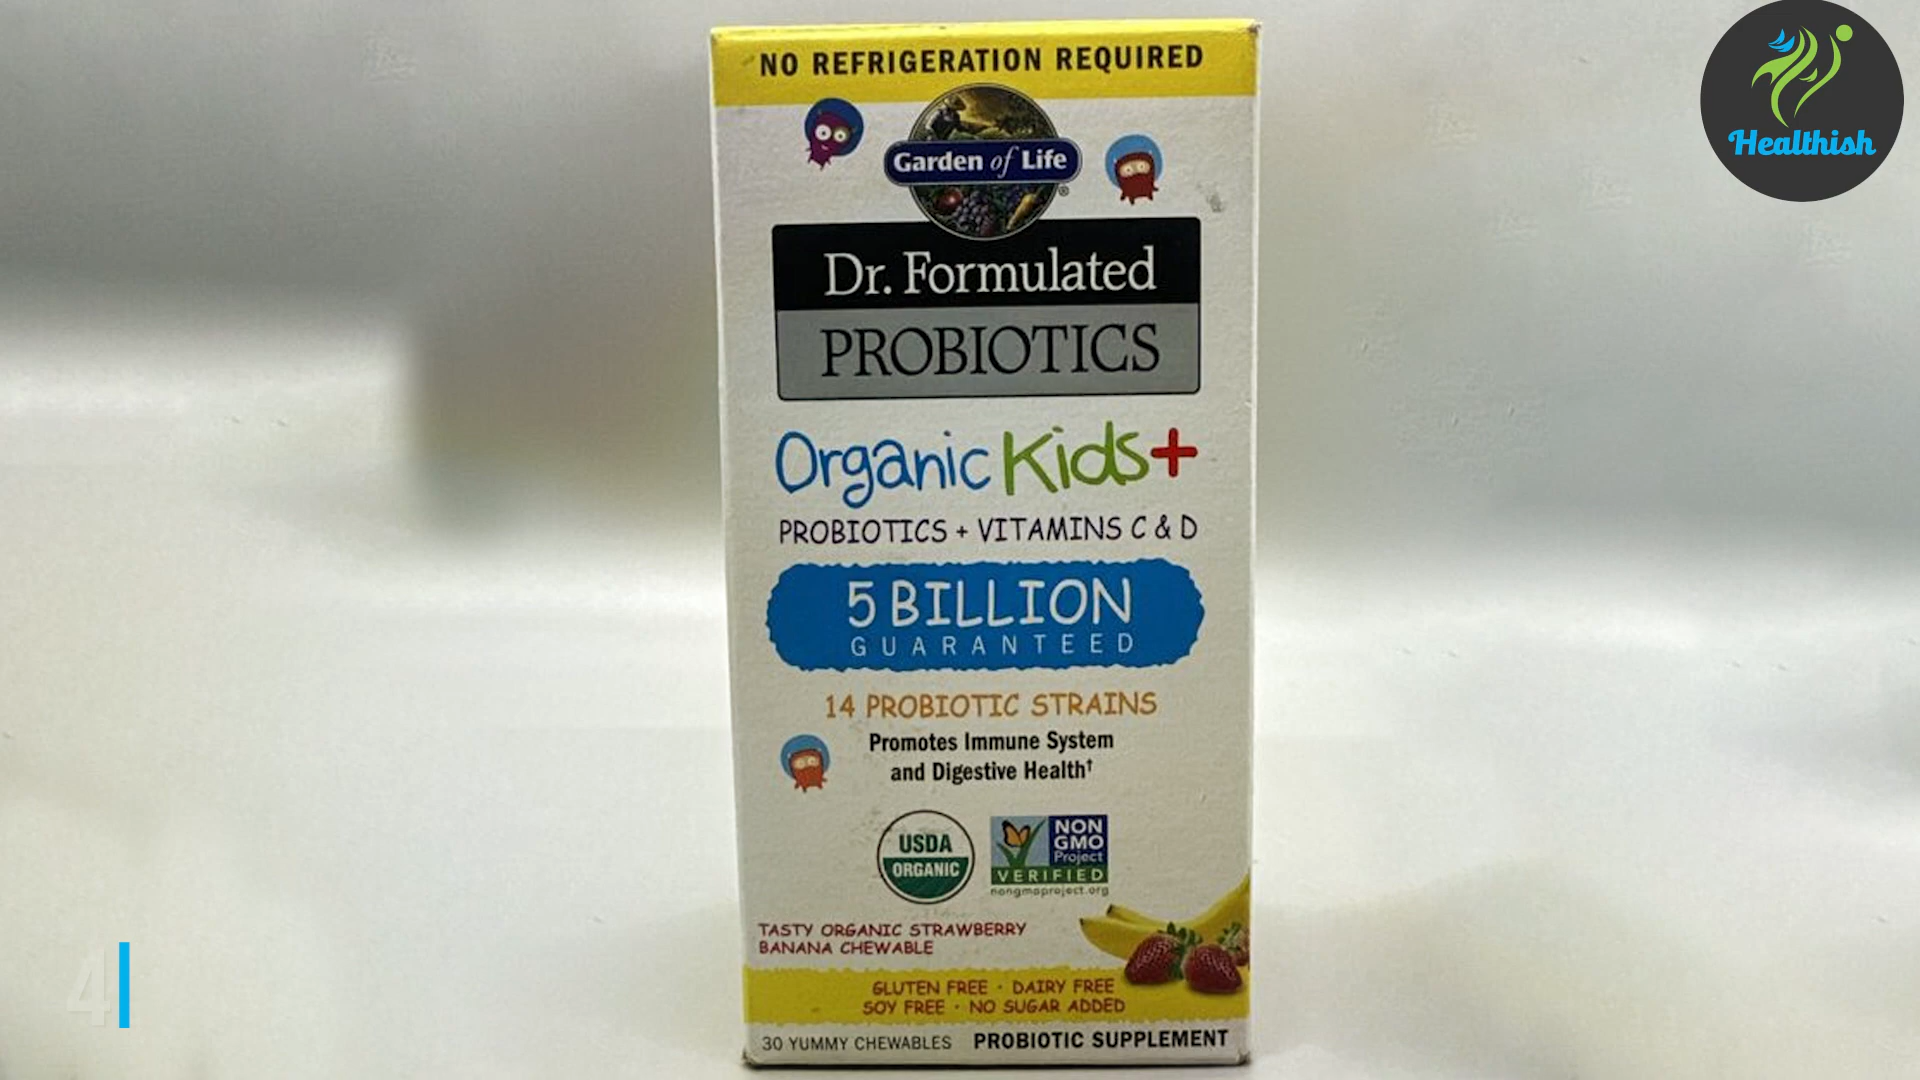 NO REFRIGERATION REQUIRED
Healthish
Garden of Life®
Dr. Formulated
PROBIOTICS
Organic Kids+
PROBIOTICS + VITAMINS C & D
5 BILLION
GUARANTEED
14 PROBIOTIC STRAINS
Promotes Immune System
and Digestive Health†
USDA
ORGANIC
NON
GMO
Project
VERIFIED
nongmoproject.org
TASTY ORGANIC STRAWBERRY
BANANA CHEWABLE
GLUTEN FREE · DAIRY FREE
SOY FREE · NO SUGAR ADDED
30 YUMMY CHEWABLES PROBIOTIC SUPPLEMENT
4